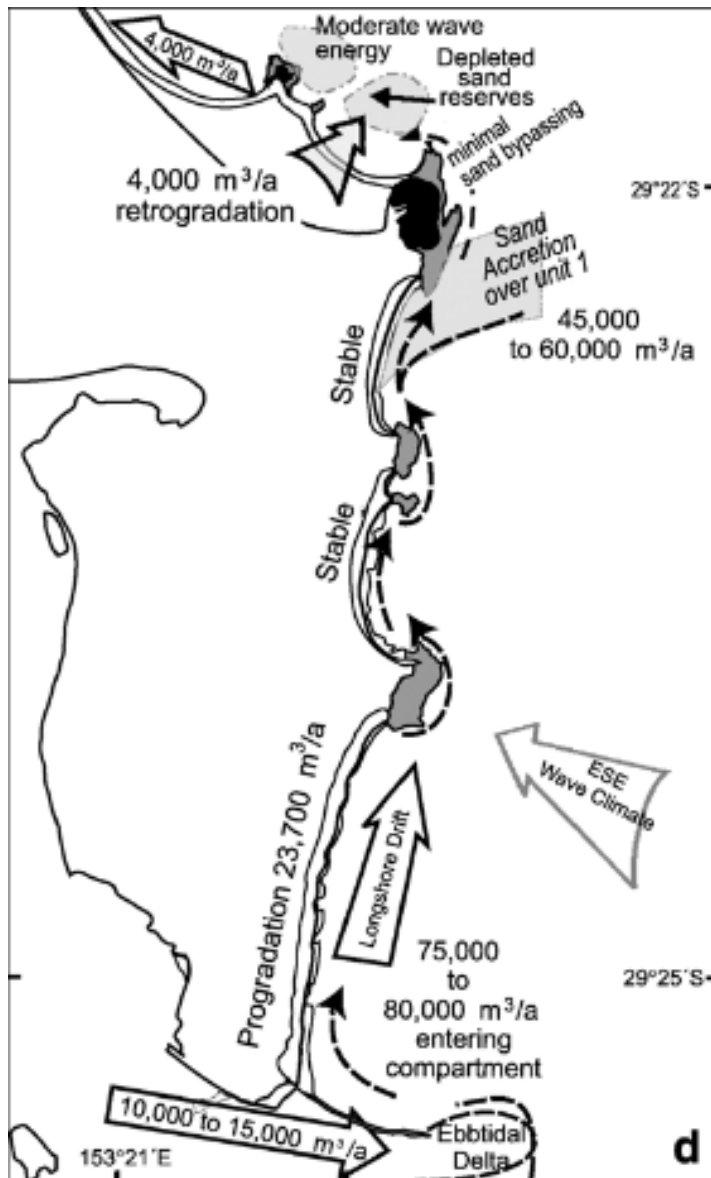 4,000 m³/a
Moderate wave
energy
Depleted
sand
reserves
minimal
sand bypassing
4,000 m³/a
retrogradation
29°22´S
Sand
Accretion
over unit 1
45,000
to 60,000 m³/a
Stable
Stable
ESE
Wave Climate
Progradation 23,700 m³/a
Longshore Drift
75,000
to
80,000 m³/a
entering
compartment
29°25´S
10,000 to 15,000 m³/a
Ebbtidal
Delta
153°21´E
d